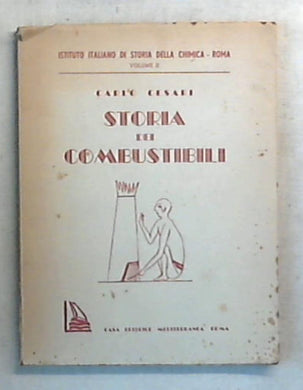 ISTITUTO ITALIANO DI STORIA DELLA CHIMICA - ROMA
VOLUME II
CARLO CESARI
STORIA
DEI
COMBUSTIBILI
CASA EDITRICE MEDITERRANEA ROMA